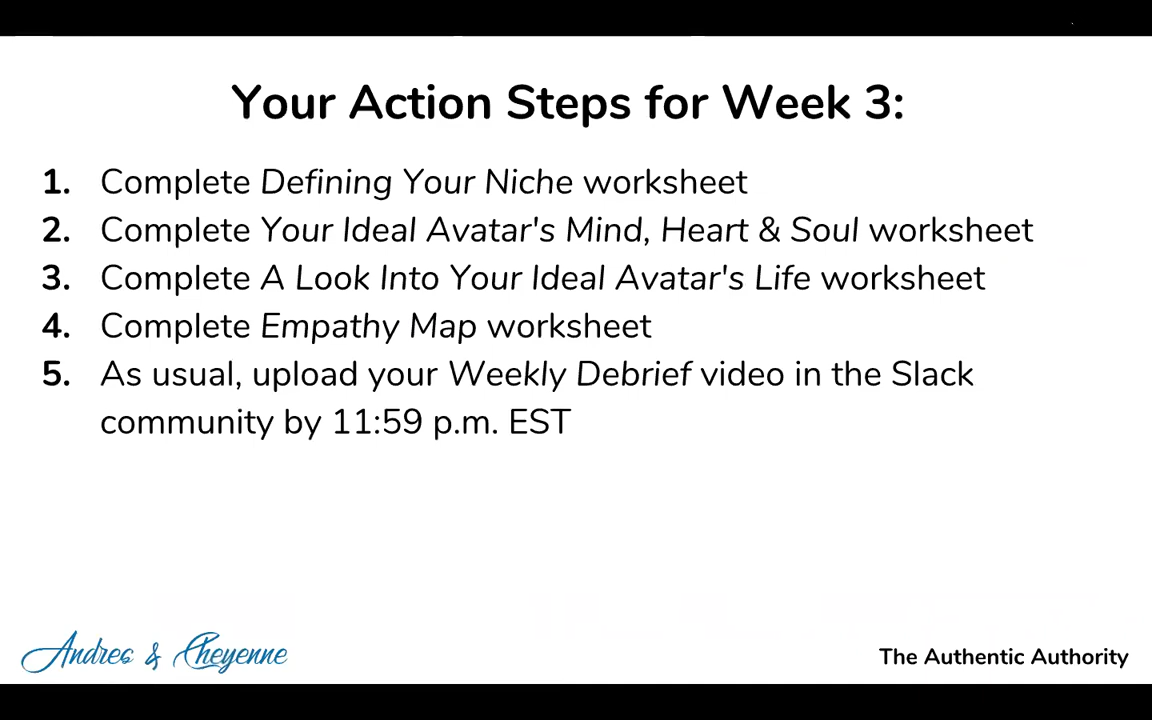 Your Action Steps for Week 3:
1. Complete Defining Your Niche worksheet
2. Complete Your Ideal Avatar's Mind, Heart & Soul worksheet
3. Complete A Look Into Your Ideal Avatar's Life worksheet
4. Complete Empathy Map worksheet
5. As usual, upload your Weekly Debrief video in the Slack
community by 11:59 p.m. EST
Andres & Cheyenne
The Authentic Authority